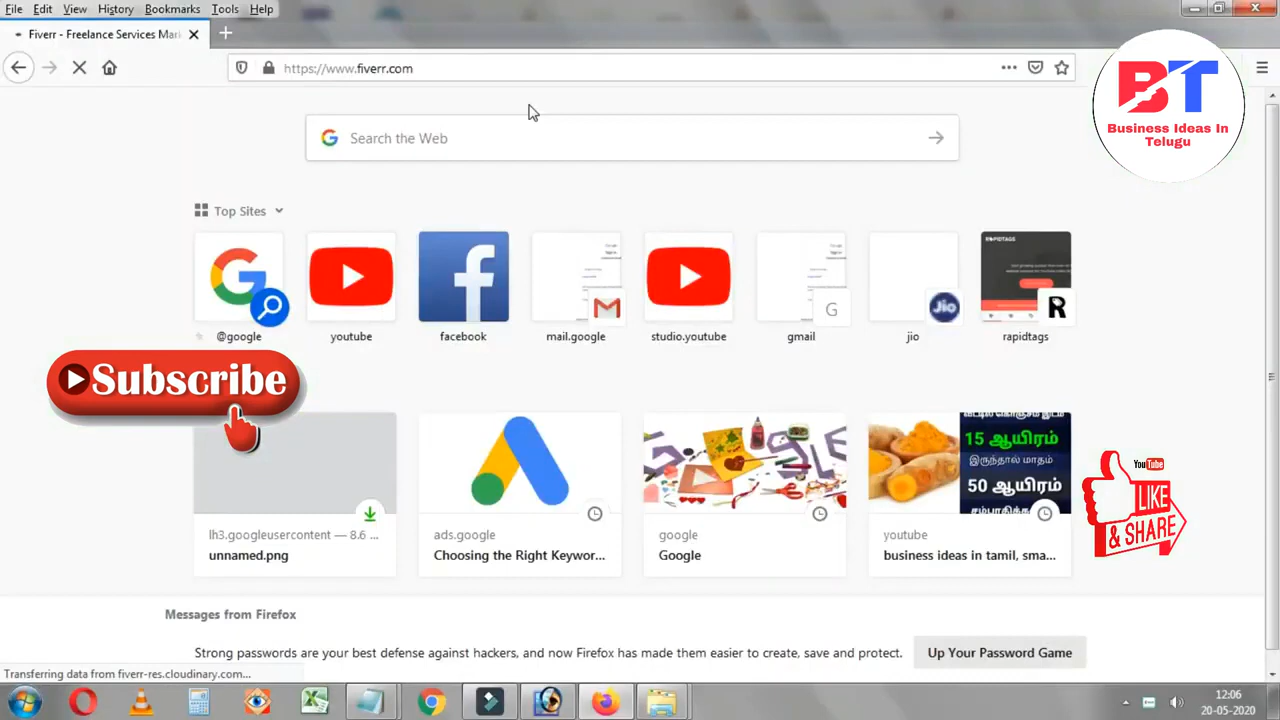 File Edit View History Bookmarks Tools Help
Fiverr - Freelance Services Mark
https://www.fiverr.com
BT
Business Ideas In
Telugu
Search the Web
Top Sites
RAPIDTAGS
@google
youtube
facebook
mail.google
studio.youtube
gmail
jio
rapidtags
Jio
G
R
Subscribe
15 ஆயிரம்
இருந்தால் மாதம்
50 ஆயிரம்
YouTube
LIKE
& SHARE
lh3.googleusercontent — 8.6 ...
unnamed.png
ads.google
Choosing the Right Keywor...
google
Google
youtube
business ideas in tamil, sma...
Messages from Firefox
Strong passwords are your best defense against hackers, and now Firefox has made them easier to create, save and protect.
Up Your Password Game
Transferring data from fiverr-res.cloudinary.com...
12:06
20-05-2020